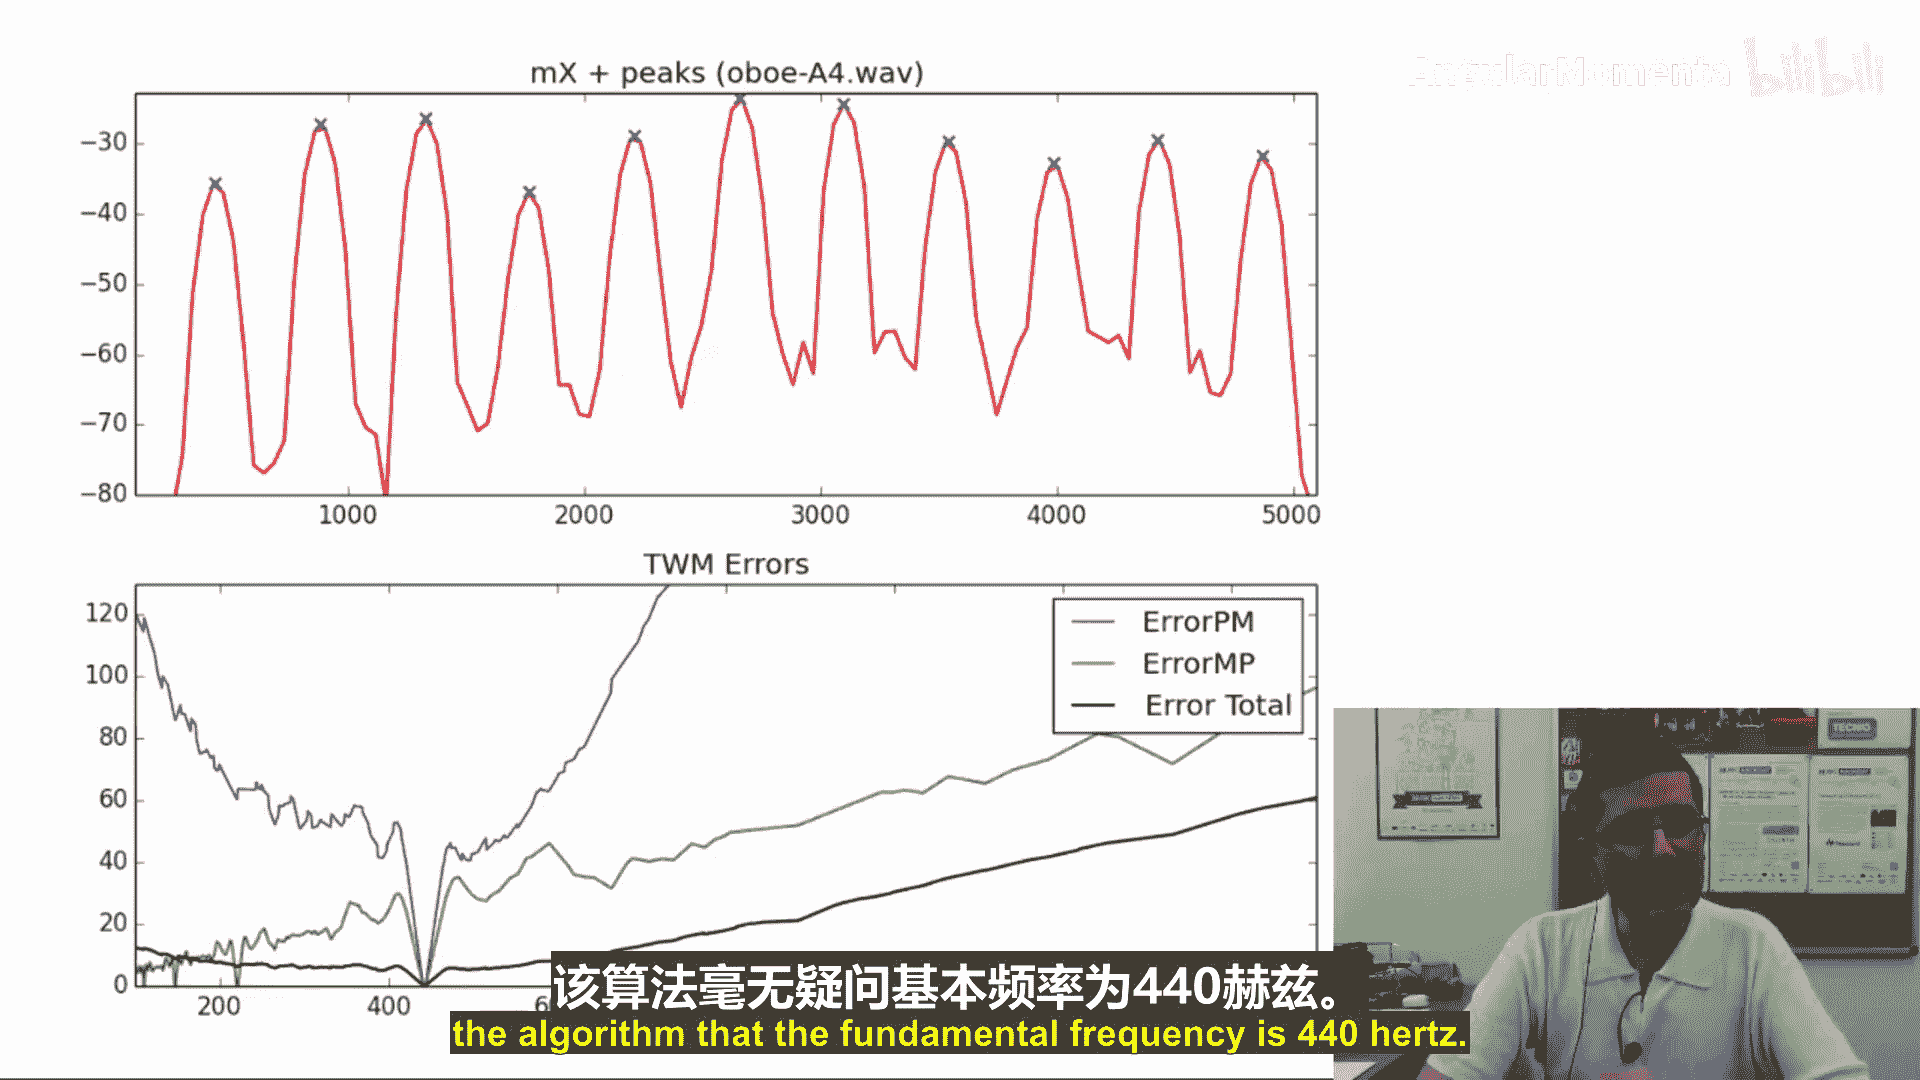 AngularMomenta bilibili
mX + peaks (oboe-A4.wav)
−30
−40
−50
−60
−70
−80
1000 2000 3000 4000 5000
TWM Errors
120
100
80
60
40
20
0
ErrorPM
ErrorMP
Error Total
TECHNO
200 400
该算法毫无疑问基本频率为440赫兹。
the algorithm that the fundamental frequency is 440 hertz.